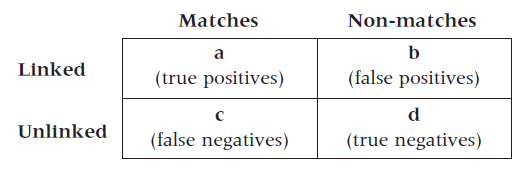 Matches Non-matches
a b
Linked
(true positives) (false positives)
c d
Unlinked
(false negatives) (true negatives)